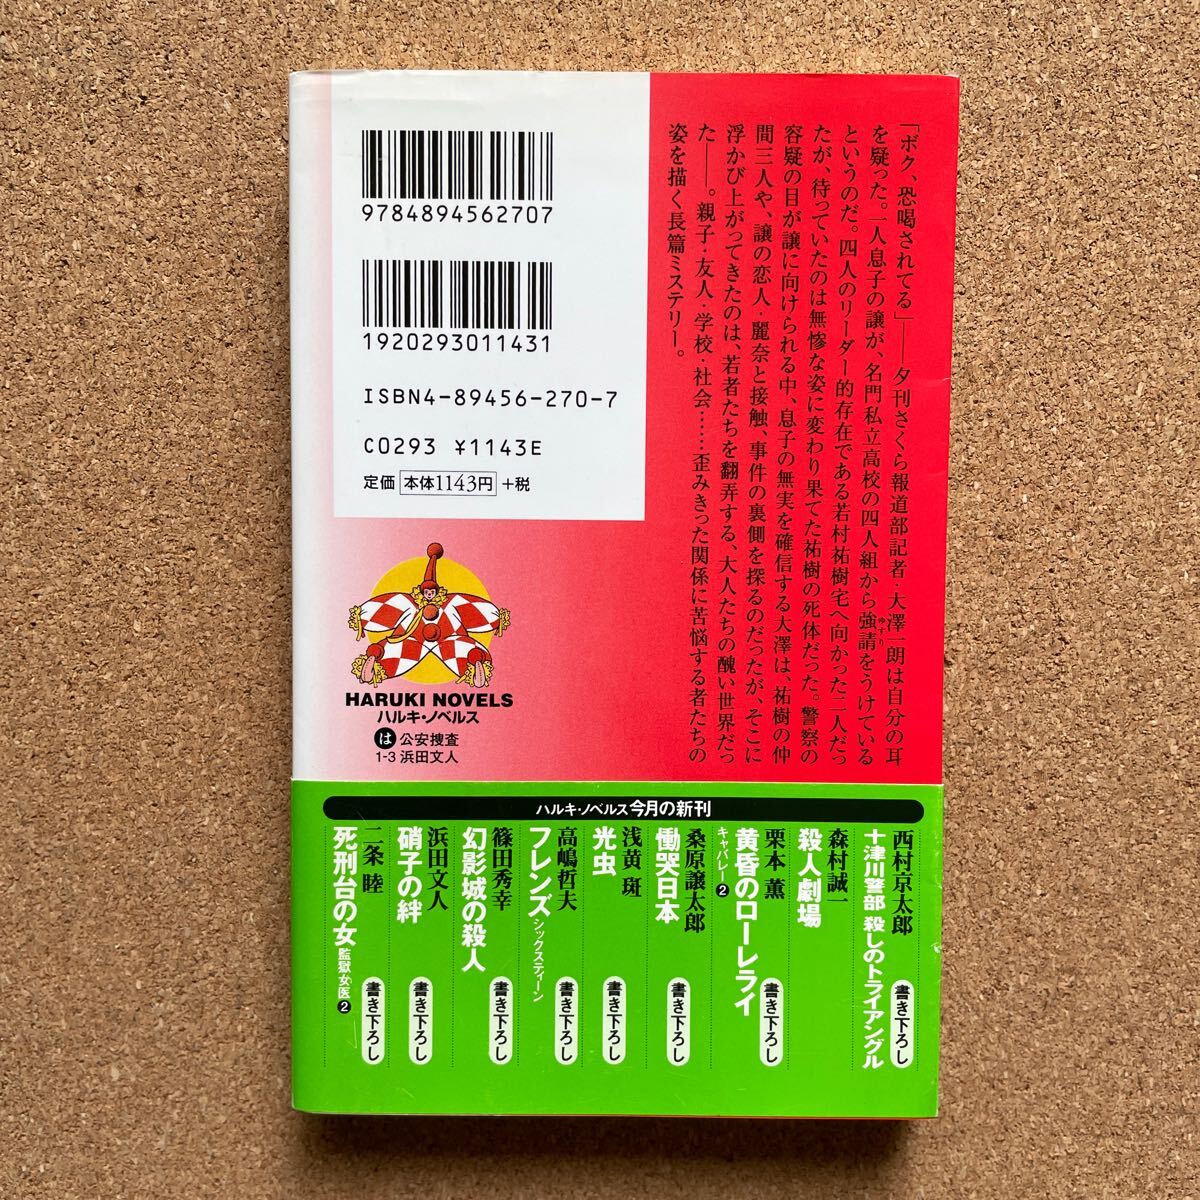 「ボク、恐喝されてる」――夕刊さくら報道部記者・大澤一朗は自分の耳
を疑った。一人息子の譲が、名門私立高校の四人組から強請をうけている
ゆすり
というのだ。四人のリーダー的存在である若村祐樹宅へ向かった二人だっ
たが、待っていたのは無惨な姿に変わり果てた祐樹の死体だった。警察の
容疑の目が譲に向けられる中、息子の無実を確信する大澤は、祐樹の仲
間三人や、譲の恋人・麗奈と接触、事件の裏側を探るのだったが、そこに
浮かび上がってきたのは、若者たちを翻弄する、大人たちの醜い世界だっ
た――。親子・友人・学校・社会……歪みきった関係に苦悩する者たちの
姿を描く長篇ミステリー。
9784894562707
1920293011431
ISBN4-89456-270-7
C0293 ¥1143E
定価 本体1143円 +税
HARUKI NOVELS
ハルキ・ノベルス
は 公安捜査
1-3 浜田文人
ハルキ・ノベルス今月の新刊
西村京太郎
十津川警部 殺しのトライアングル
書き下ろし
森村誠一
殺人劇場
栗本 薫
黄昏のローレライ
キャバレー2
書き下ろし
桑原譲太郎
慟哭日本
書き下ろし
浅黄 斑
光虫
書き下ろし
高嶋哲夫
フレンズ シックスティーン
書き下ろし
篠田秀幸
幻影城の殺人
書き下ろし
浜田文人
硝子の絆
書き下ろし
二条 睦
死刑台の女 監獄女医2
書き下ろし